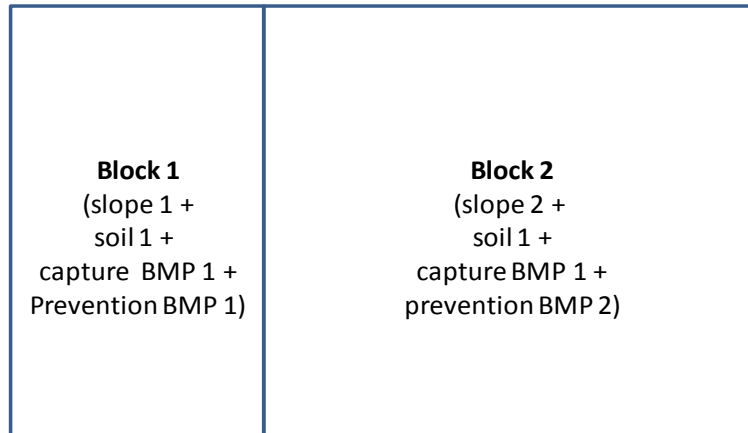 Block 1
(slope 1 +
soil 1 +
capture BMP 1 +
Prevention BMP 1)
Block 2
(slope 2 +
soil 1 +
capture BMP 1 +
prevention BMP 2)